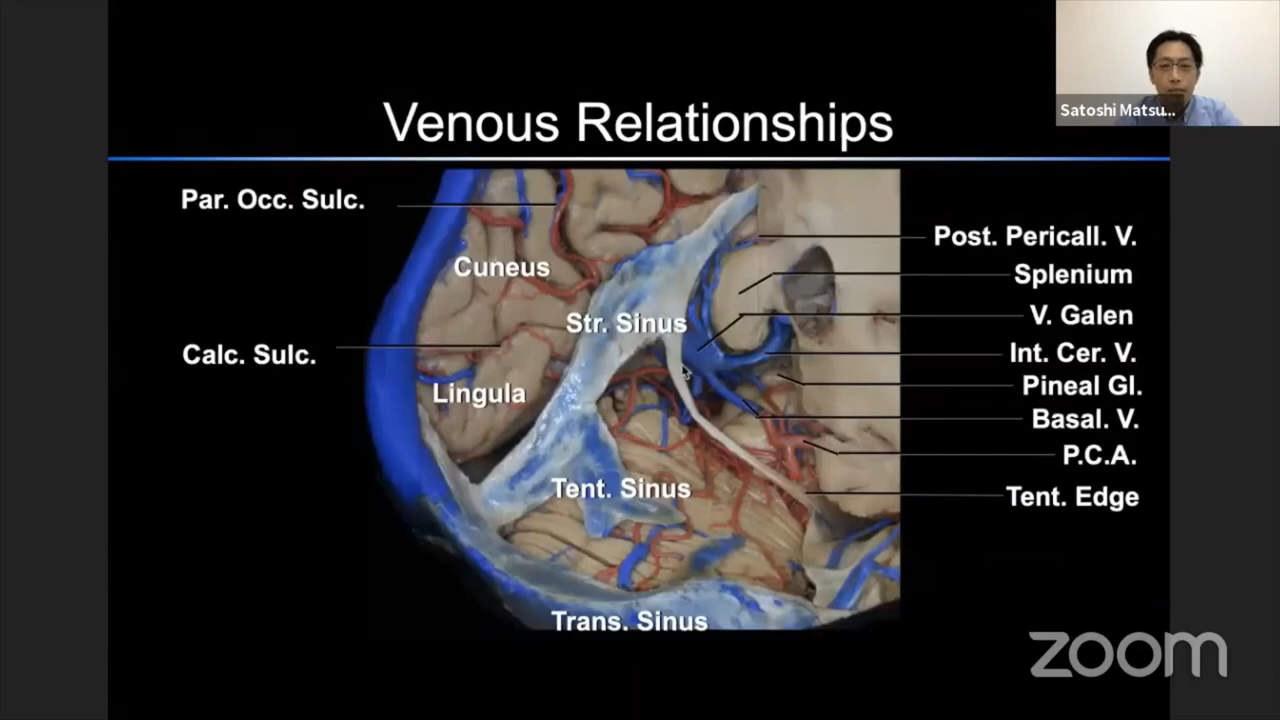 Satoshi Matsu...
Venous Relationships
Par. Occ. Sulc.
Cuneus
Str. Sinus
Calc. Sulc.
Lingula
Tent. Sinus
Trans. Sinus
Post. Pericall. V.
Splenium
V. Galen
Int. Cer. V.
Pineal Gl.
Basal. V.
P.C.A.
Tent. Edge
zoom